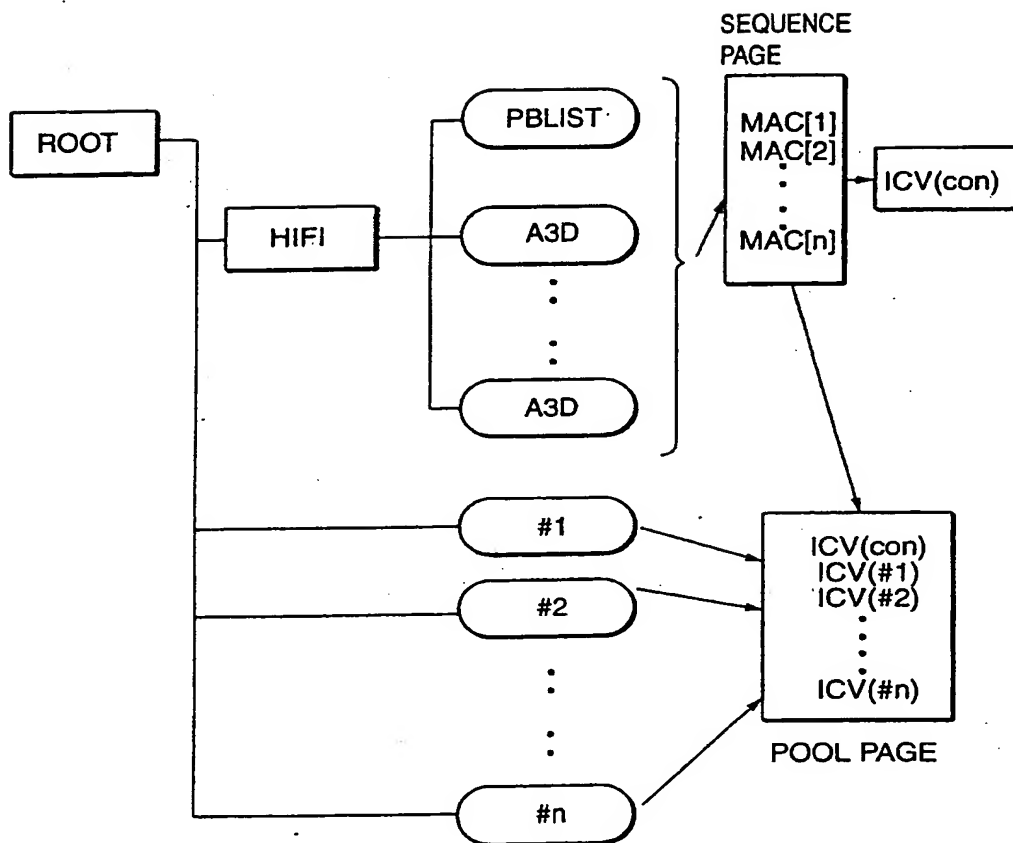 SEQUENCE
PAGE
ROOT
PBLIST
MAC[1]
MAC[2]
MAC[n]
ICV(con)
HIFI
A3D
A3D
#1
#2
#n
ICV(con)
ICV(#1)
ICV(#2)
ICV(#n)
POOL PAGE